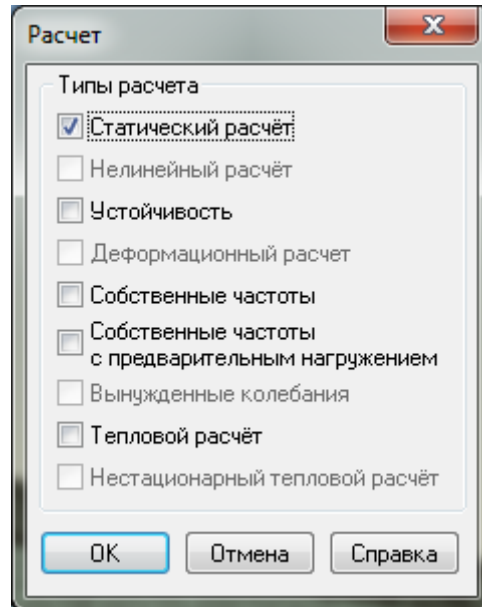 Расчет
Типы расчета
Статический расчёт
Нелинейный расчёт
Устойчивость
Деформационный расчет
Собственные частоты
Собственные частоты
с предварительным нагружением
Вынужденные колебания
Тепловой расчёт
Нестационарный тепловой расчёт
OK Отмена Справка